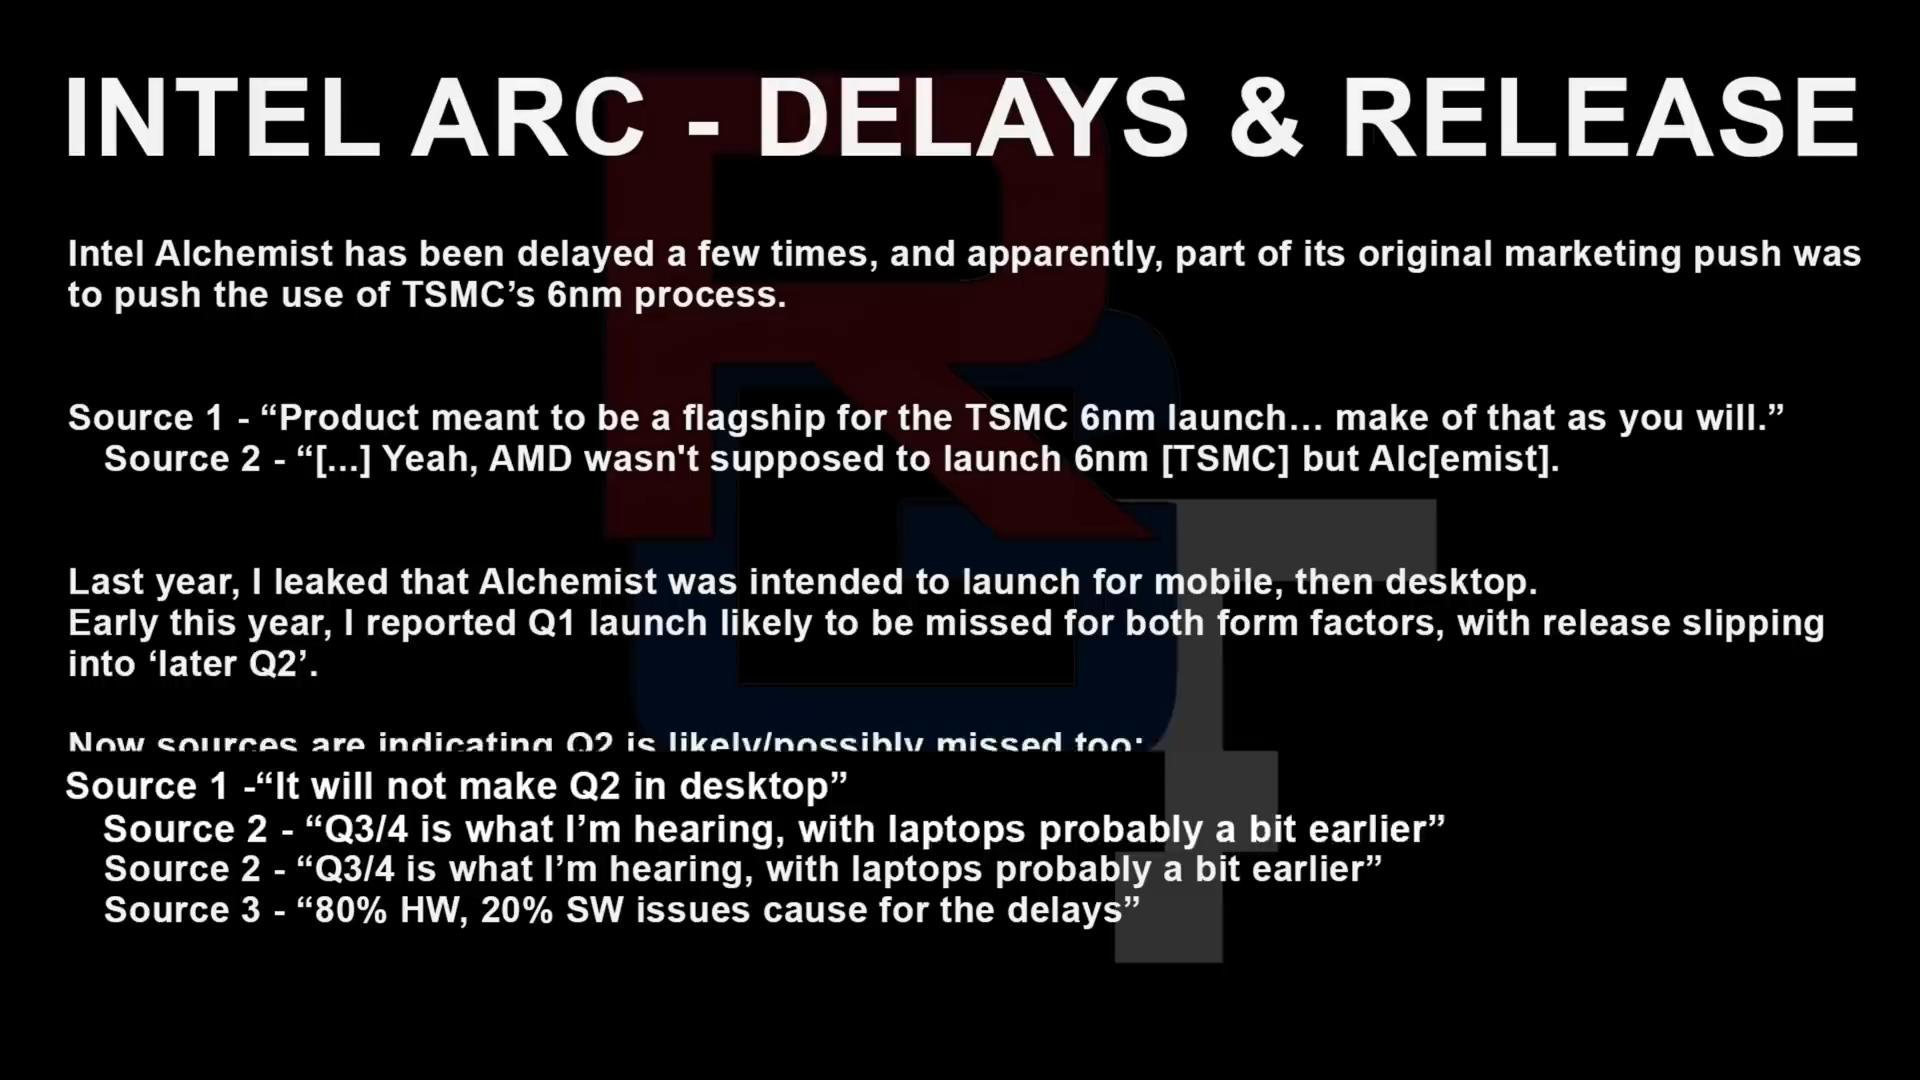 INTEL ARC - DELAYS & RELEASE
Intel Alchemist has been delayed a few times, and apparently, part of its original marketing push was
to push the use of TSMC’s 6nm process.
Source 1 - “Product meant to be a flagship for the TSMC 6nm launch… make of that as you will.”
Source 2 - “[...] Yeah, AMD wasn't supposed to launch 6nm [TSMC] but Alc[emist].
Last year, I leaked that Alchemist was intended to launch for mobile, then desktop.
Early this year, I reported Q1 launch likely to be missed for both form factors, with release slipping
into ‘later Q2’.
Now sources are indicating Q2 is likely/possibly missed too:
Source 1 -“It will not make Q2 in desktop”
Source 2 - “Q3/4 is what I’m hearing, with laptops probably a bit earlier”
Source 2 - “Q3/4 is what I’m hearing, with laptops probably a bit earlier”
Source 3 - “80% HW, 20% SW issues cause for the delays”